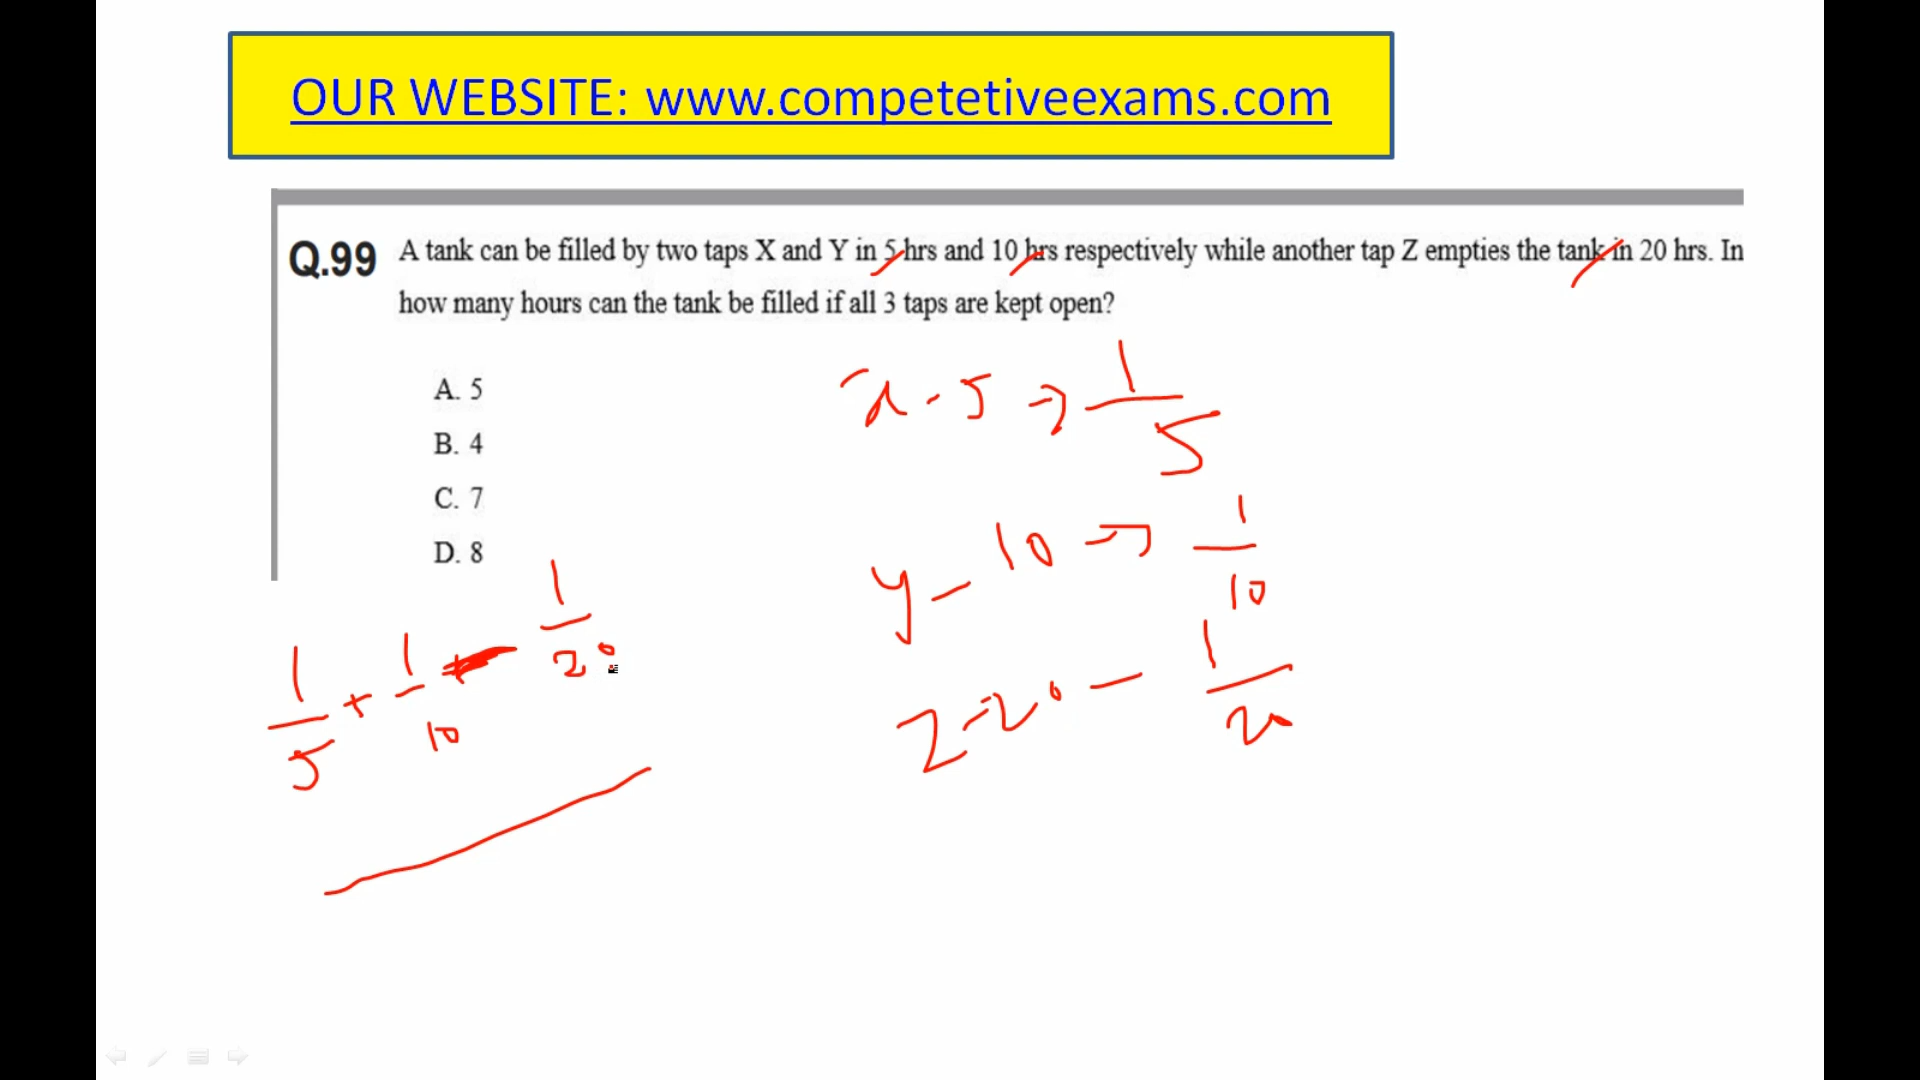 OUR WEBSITE: www.competetiveexams.com
Q.99 A tank can be filled by two taps X and Y in 5 hrs and 10 hrs respectively while another tap Z empties the tank in 20 hrs. In
how many hours can the tank be filled if all 3 taps are kept open?
A. 5
B. 4
C. 7
D. 8
x - 5 → 1/5
y - 10 → 1/10
Z - 20 - 1/20
1/5 + 1/10 - 1/20